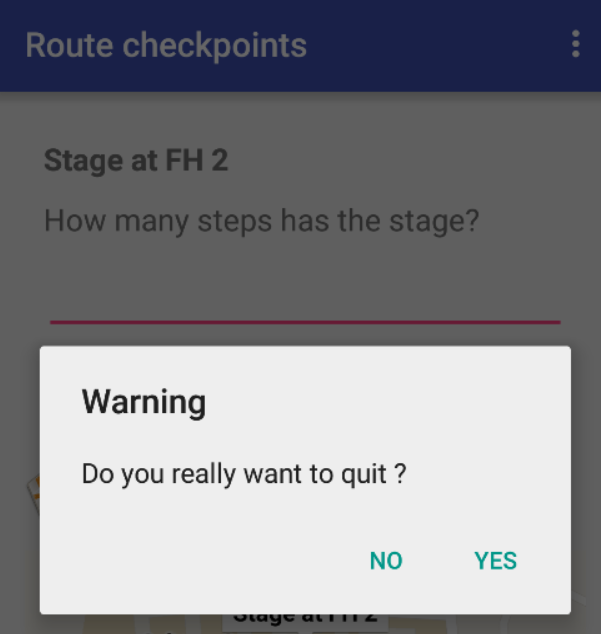 Route checkpoints
Stage at FH 2
How many steps has the stage?
Warning
Do you really want to quit ?
NO YES
Stage at FH 2